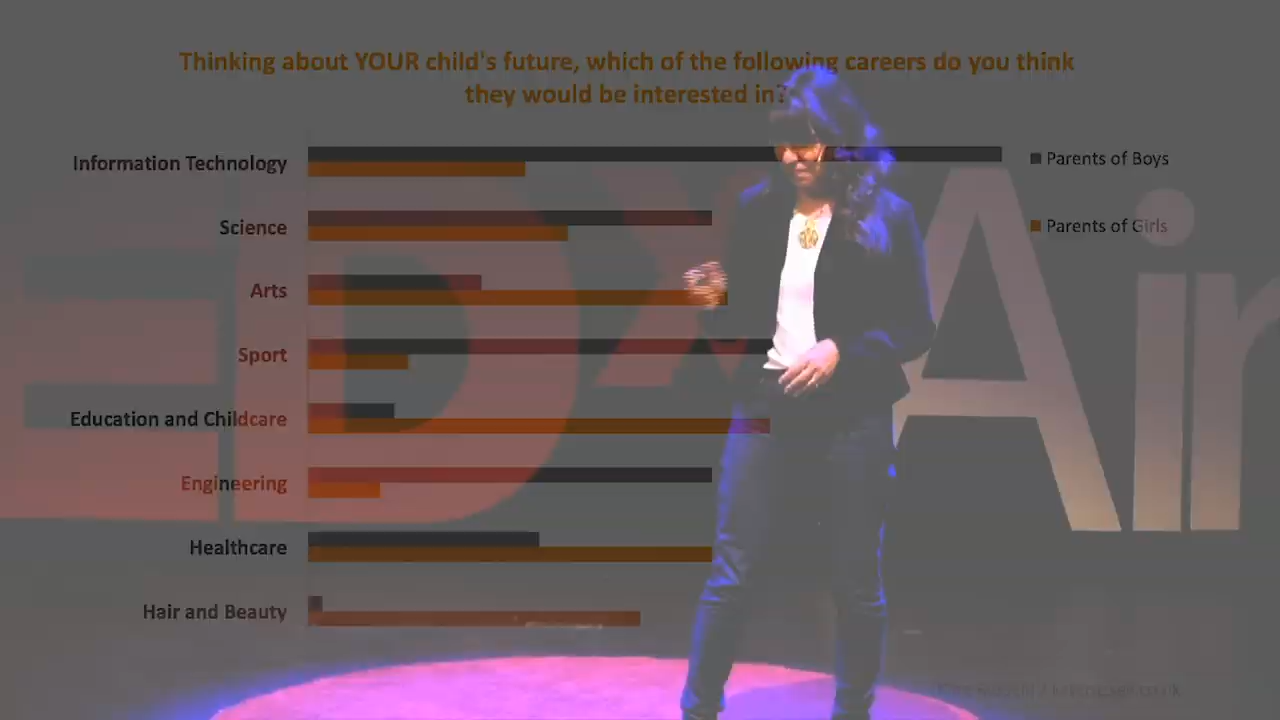 Thinking about YOUR child's future, which of the following careers do you think
they would be interested in?
Information Technology
Parents of Boys
Science
Parents of Girls
Arts
Sport
Education and Childcare
Engineering
Healthcare
Hair and Beauty
EDxAir